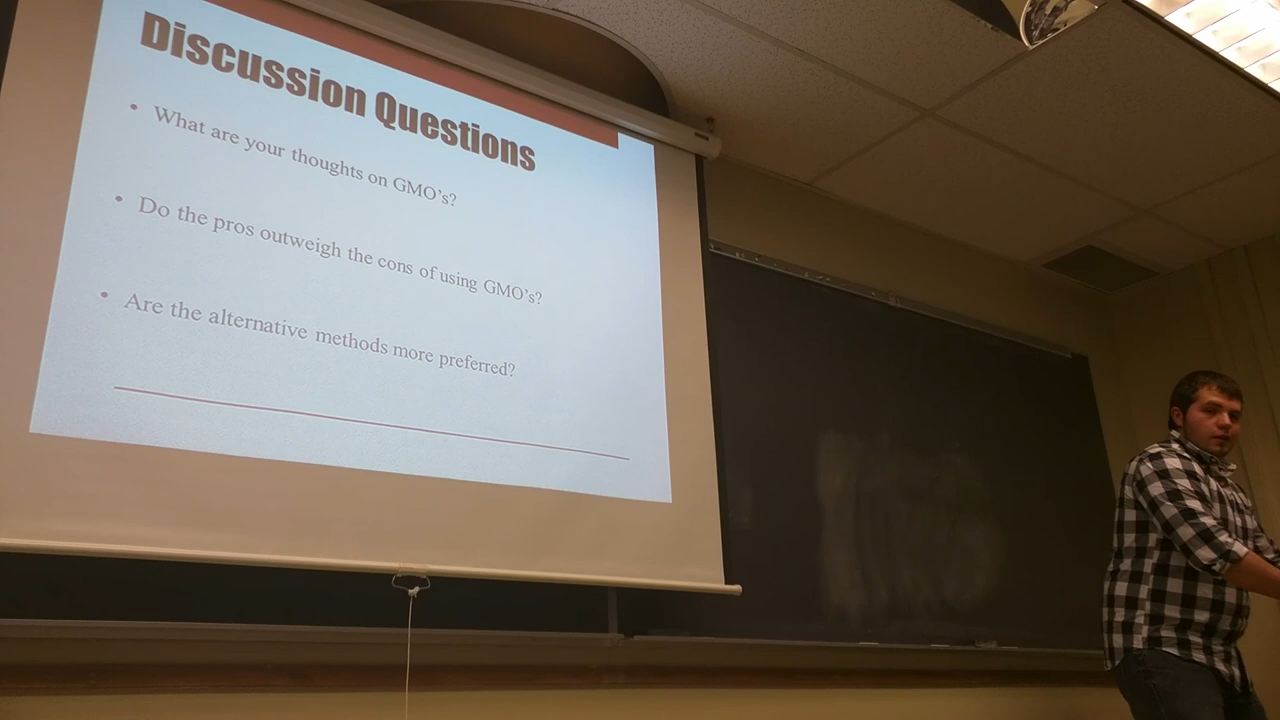 Discussion Questions
• What are your thoughts on GMO's?
• Do the pros outweigh the cons of using GMO's?
• Are the alternative methods more preferred?